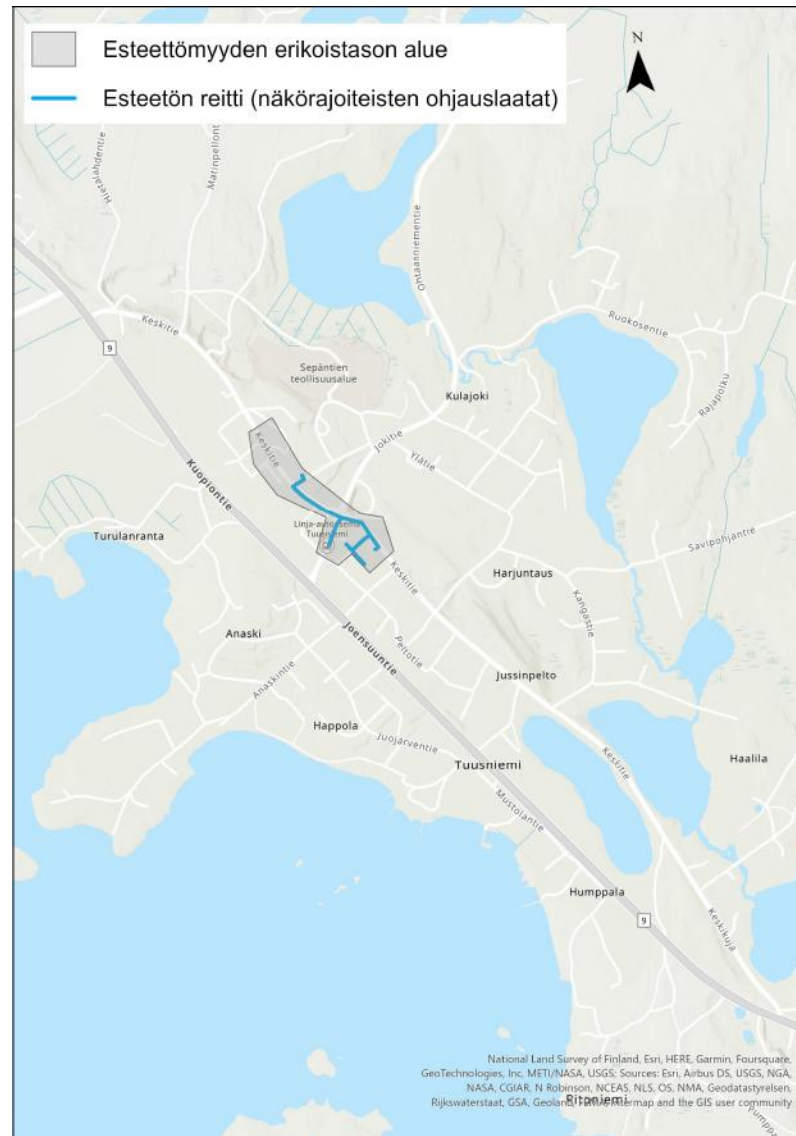 Esteettömyyden erikoistason alue
Esteetön reitti (näkörajoiteisten ohjauslaatat)
N
Hietajahdentie
Matinpellont
Ohtaanniementie
Keskitie
9
Ruokosentie
Sepäntien
teollisuusalue
Kulajoki
Rajapolku
Jokitie
Keskitie
Ylätie
Kuopiontie
Linja-autoasema
Tuusniemi
Turulanranta
Savipohjantie
Keskitie
Harjuntaus
Kangastie
Anaski
Joensuuntie
Peltotie
Jussinpelto
Anaskintie
Happola
Juojärventie
Keskitie
Haalila
Tuusniemi
Mustolantie
Humppala
Keskikuja
9
National Land Survey of Finland, Esri, HERE, Garmin, Foursquare,
GeoTechnologies, Inc, METI/NASA, USGS; Sources: Esri, Airbus DS, USGS, NGA,
NASA, CGIAR, N Robinson, NCEAS, NLS, OS, NMA, Geodatastyrelsen,
Rijkswaterstaat, GSA, Geoland, FEMA, Intermap and the GIS user community
Ritoniemi